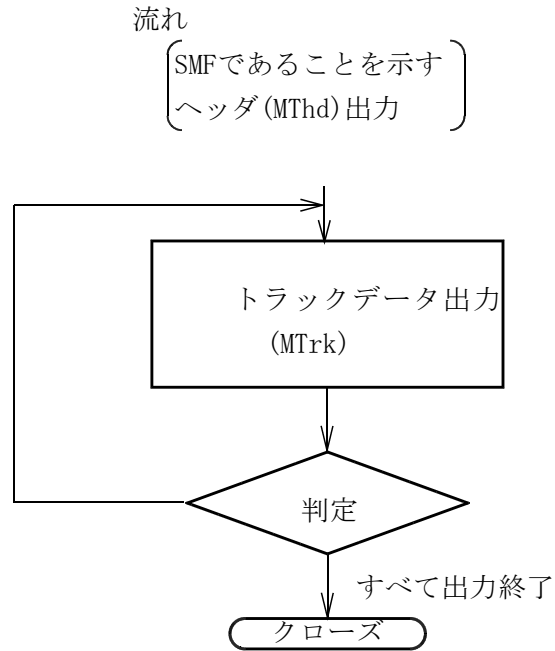 流れ
SMFであることを示す
ヘッダ(MThd)出力
トラックデータ出力
(MTrk)
判定
すべて出力終了
クローズ